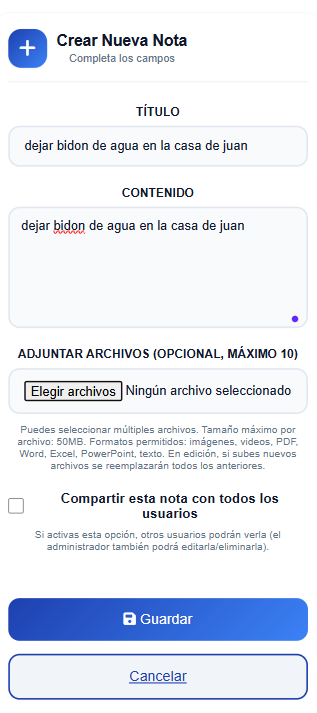 Crear Nueva Nota
Completa los campos
TÍTULO
dejar bidon de agua en la casa de juan
CONTENIDO
dejar bidon de agua en la casa de juan
ADJUNTAR ARCHIVOS (OPCIONAL, MÁXIMO 10)
Elegir archivos Ningún archivo seleccionado
Puedes seleccionar múltiples archivos. Tamaño máximo por
archivo: 50MB. Formatos permitidos: imágenes, videos, PDF,
Word, Excel, PowerPoint, texto. En edición, si subes nuevos
archivos se reemplazarán todos los anteriores.
Compartir esta nota con todos los
usuarios
Si activas esta opción, otros usuarios podrán verla (el
administrador también podrá editarla/eliminarla).
Guardar
Cancelar